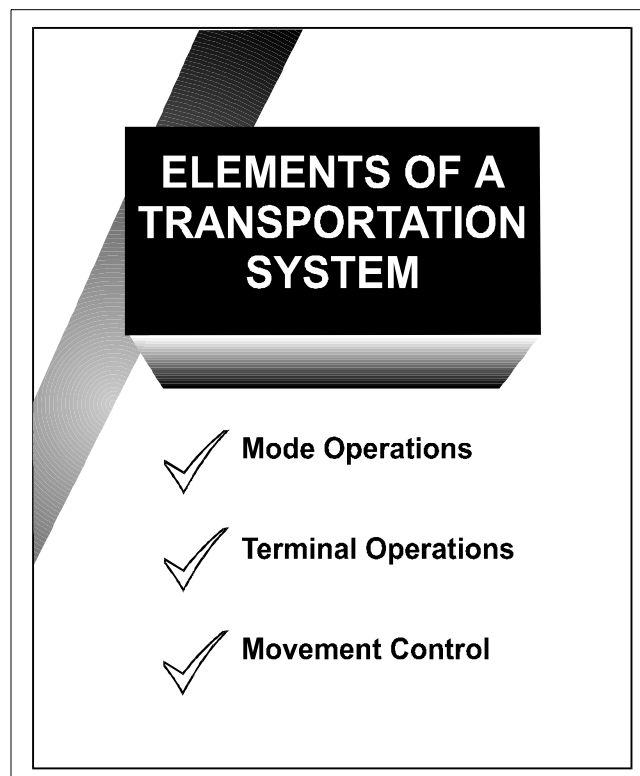 ELEMENTS OF A
TRANSPORTATION
SYSTEM
Mode Operations
Terminal Operations
Movement Control